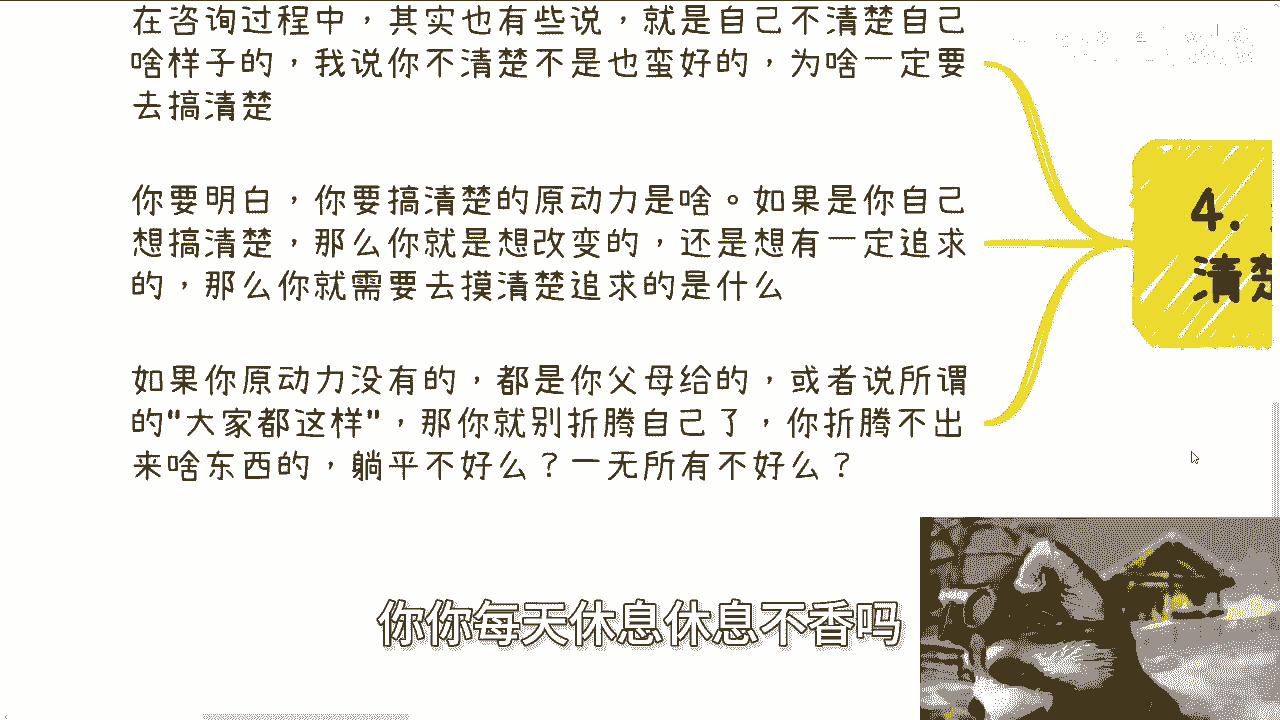 在咨询过程中，其实也有些说，就是自己不清楚自己
啥样子的，我说你不清楚不是也蛮好的，为啥一定要
去搞清楚
你要明白，你要搞清楚的原动力是啥。如果是你自己
想搞清楚，那么你就是想改变的，还是想有一定追求
的，那么你就需要去摸清楚追求的是什么
如果你原动力没有的，都是你父母给的，或者说所谓
的"大家都这样"，那你就别折腾自己了，你折腾不出
来啥东西的，躺平不好么？一无所有不好么？
4.
清楚
你你每天休息休息不香吗